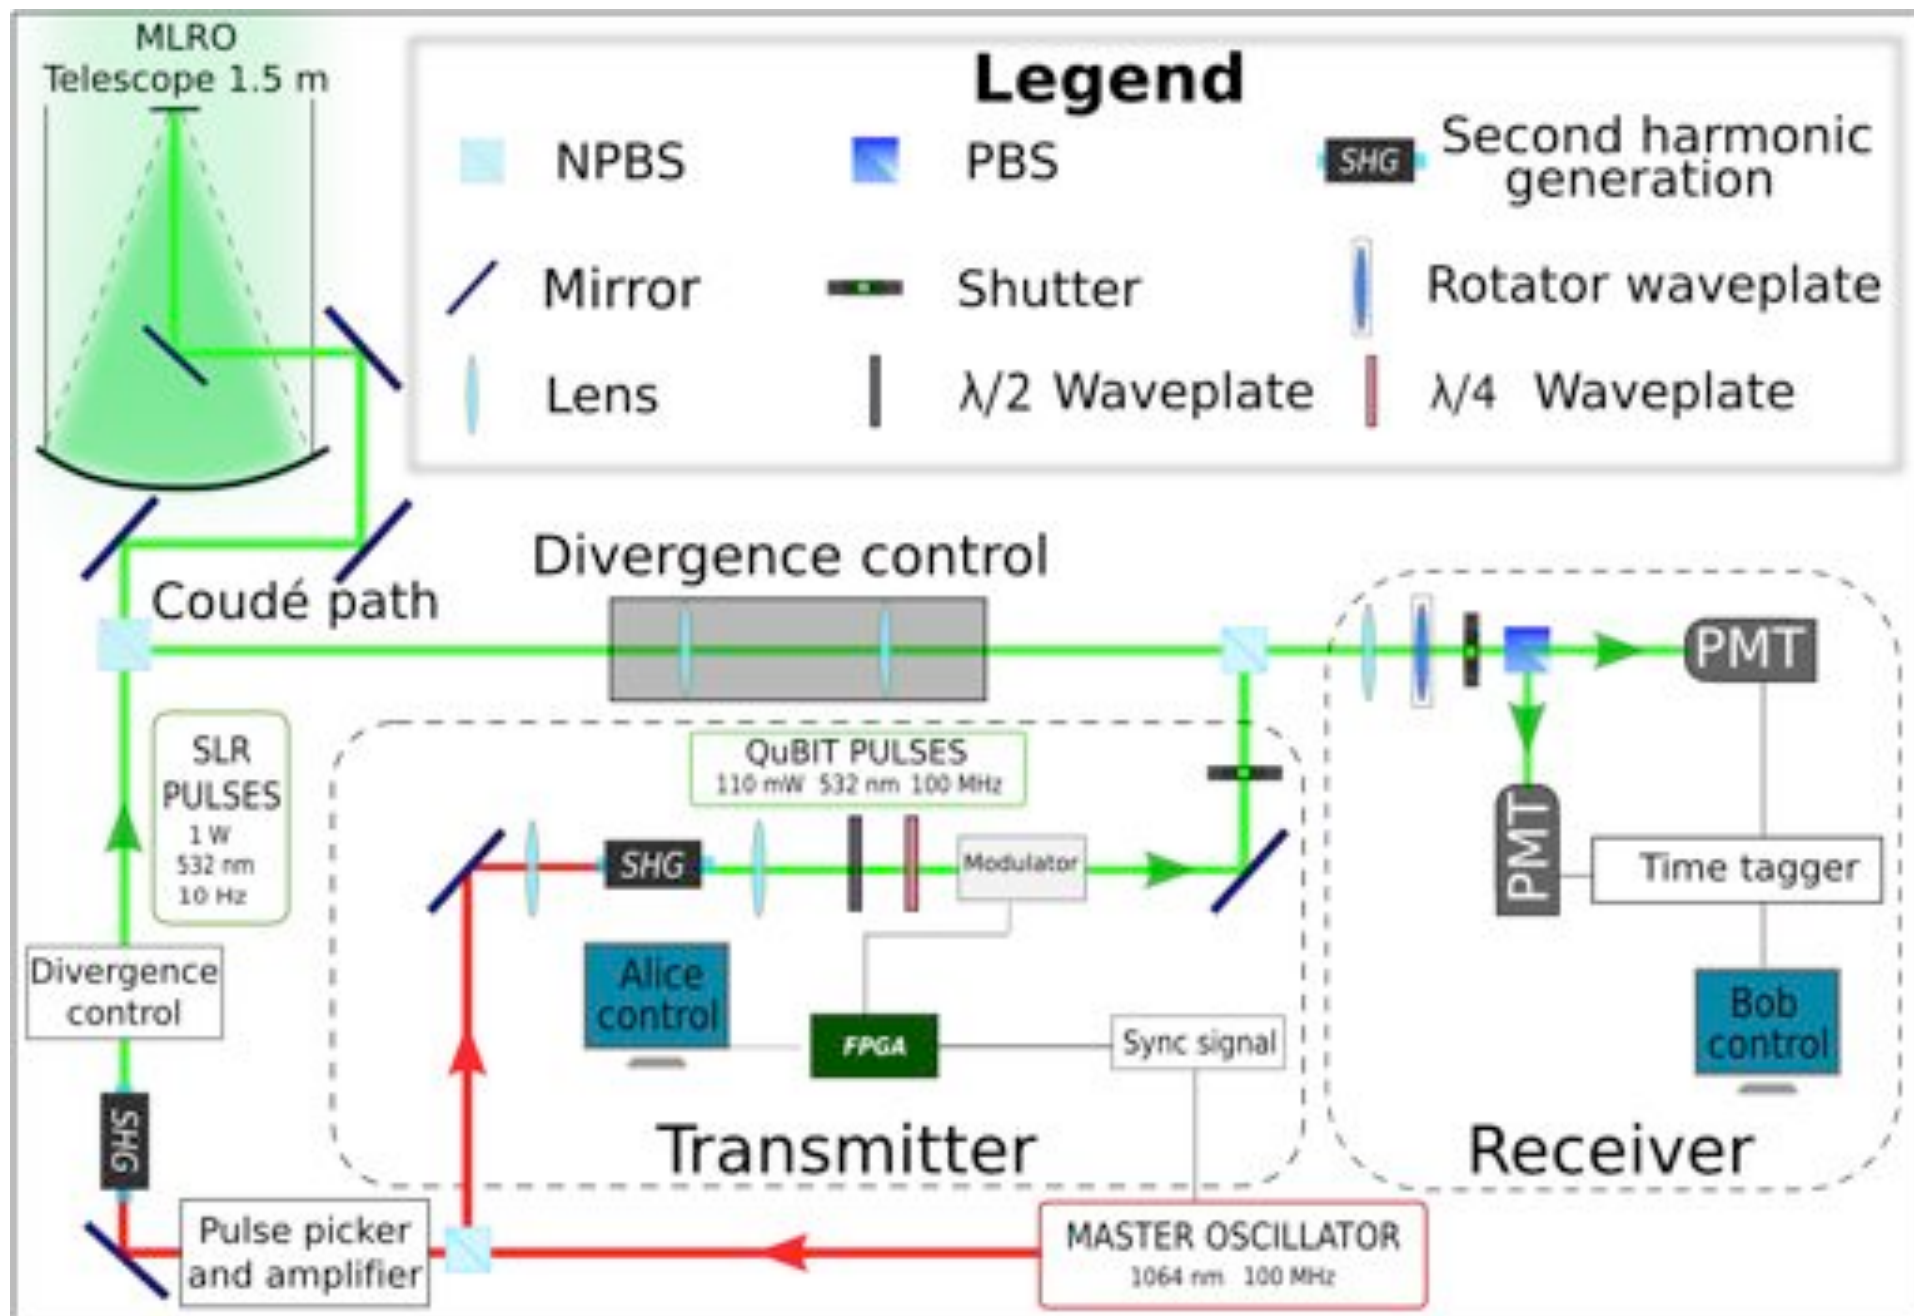 MLRO
Telescope 1.5 m
Legend
NPBS
PBS
SHG
Second harmonic
generation
Mirror
Shutter
Rotator waveplate
Lens
λ/2 Waveplate
λ/4 Waveplate
Coudé path
Divergence control
PMT
SLR
PULSES
1 W
532 nm
10 Hz
QuBIT PULSES
110 mW 532 nm 100 MHz
SHG
Modulator
PMT
Time tagger
Divergence
control
Alice
control
FPGA
Sync signal
Bob
control
SHG
Transmitter
Receiver
Pulse picker
and amplifier
MASTER OSCILLATOR
1064 nm 100 MHz